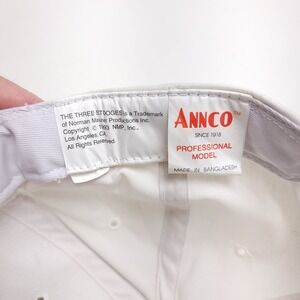 THE THREE STOOGES is a Trademark
of Norman Maurer Productions Inc.
Copyright © 1993 NMP, Inc.,
Los Angeles CA.
All Rights Reserved.
ANNCO™
SINCE 1918
PROFESSIONAL
MODEL
MADE IN BANGLADESH